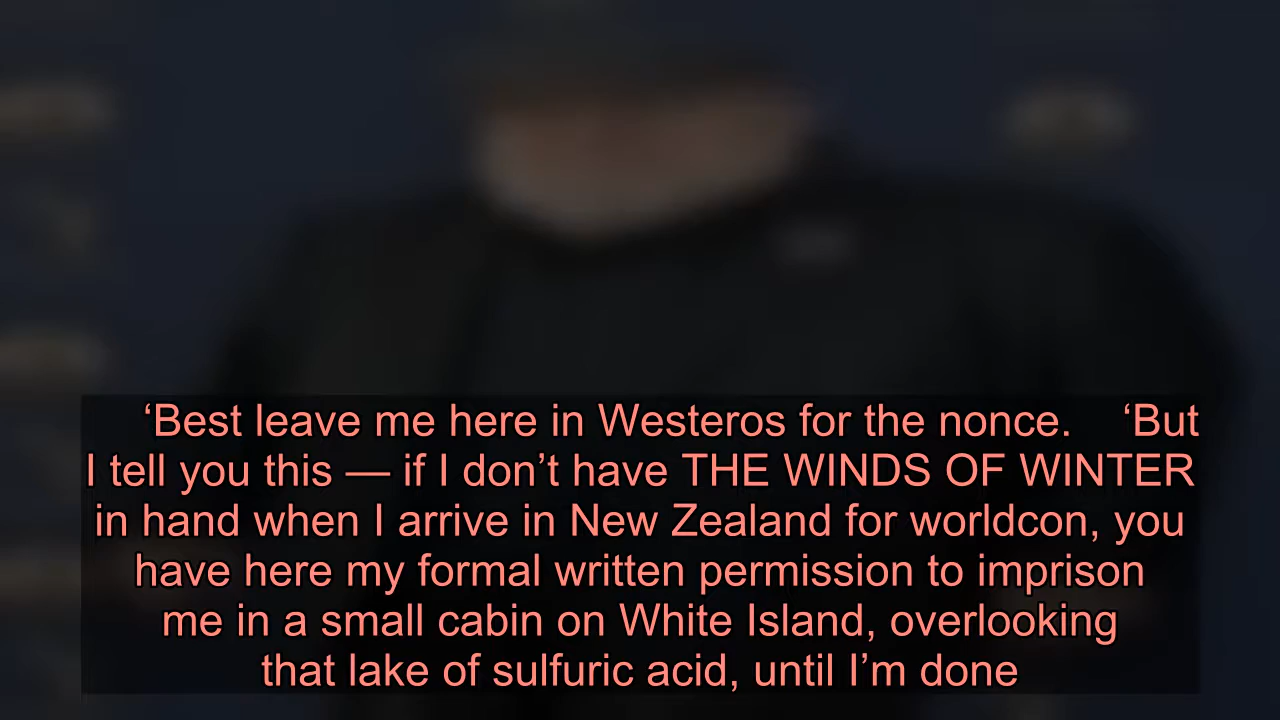 ‘Best leave me here in Westeros for the nonce. ‘But
I tell you this — if I don’t have THE WINDS OF WINTER
in hand when I arrive in New Zealand for worldcon, you
have here my formal written permission to imprison
me in a small cabin on White Island, overlooking
that lake of sulfuric acid, until I’m done